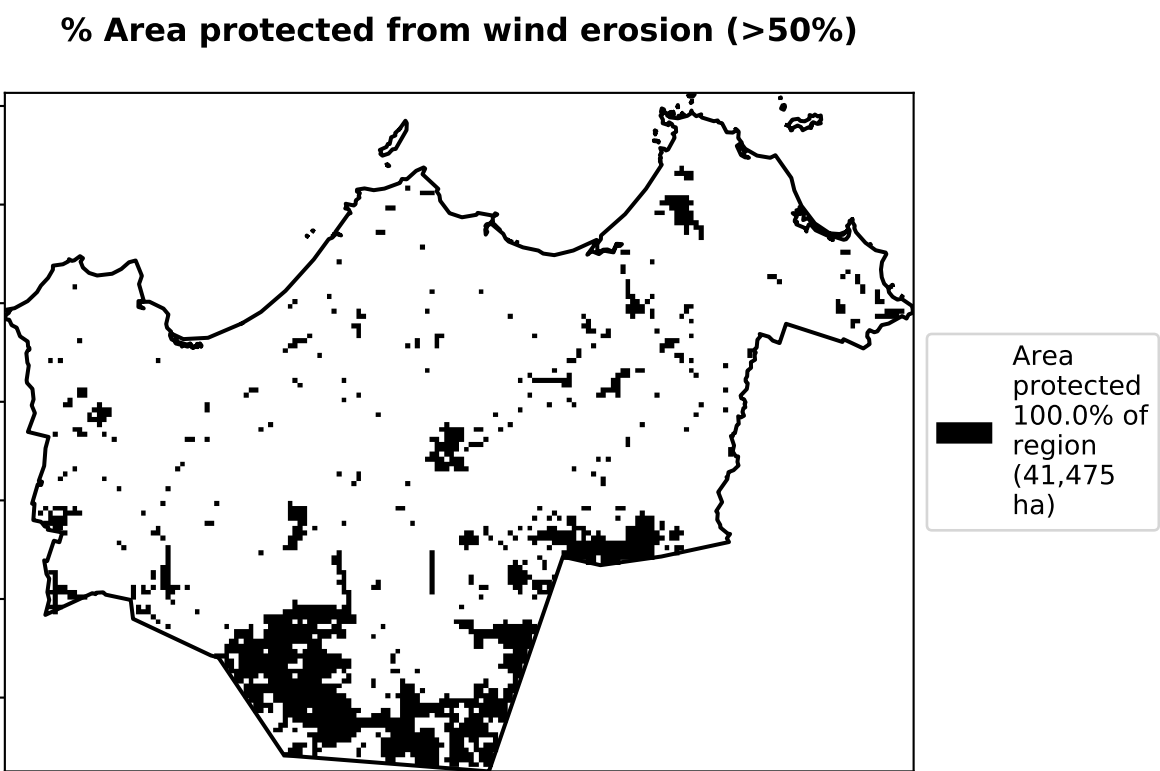 % Area protected from wind erosion (>50%)
Area
protected
100.0% of
region
(41,475
ha)